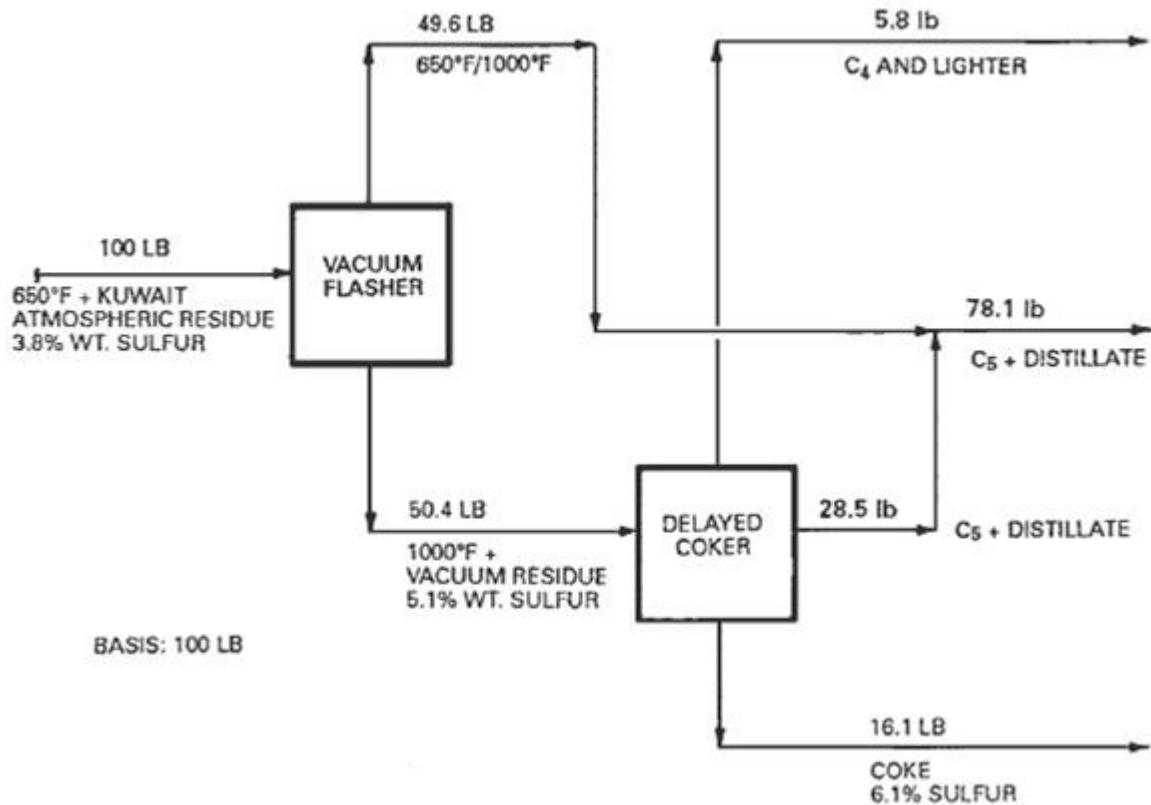 49.6 LB
650°F/1000°F
5.8 lb
C₄ AND LIGHTER
100 LB
650°F + KUWAIT
ATMOSPHERIC RESIDUE
3.8% WT. SULFUR
VACUUM
FLASHER
78.1 lb
C₅ + DISTILLATE
50.4 LB
1000°F +
VACUUM RESIDUE
5.1% WT. SULFUR
DELAYED
COKER
28.5 lb
C₅ + DISTILLATE
BASIS: 100 LB
16.1 LB
COKE
6.1% SULFUR